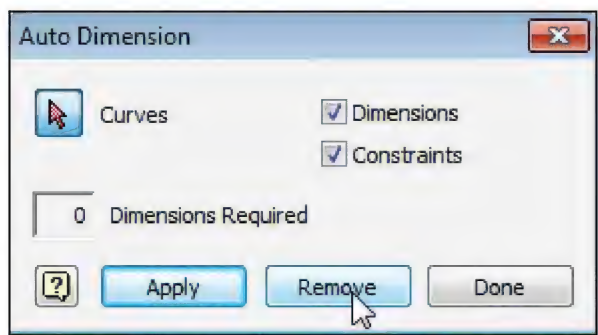 Auto Dimension
Curves
Dimensions
Constraints
0 Dimensions Required
Apply Remove Done